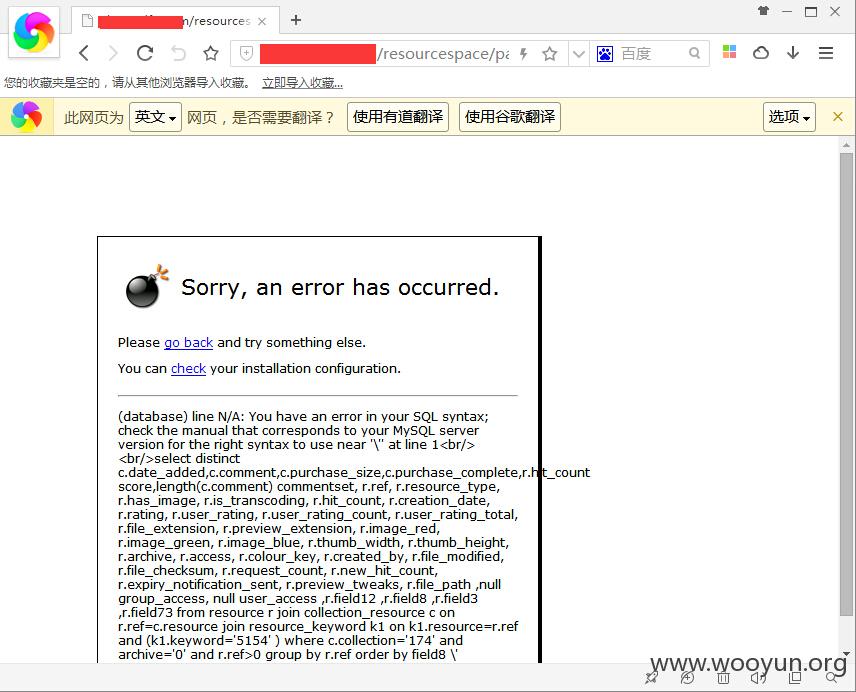 m/resources
/resourcespace/pa
百度
您的收藏夹是空的，请从其他浏览器导入收藏。 立即导入收藏...
此网页为 英文 网页，是否需要翻译？ 使用有道翻译 使用谷歌翻译 选项
Sorry, an error has occurred.
Please go back and try something else.
You can check your installation configuration.
(database) line N/A: You have an error in your SQL syntax;
check the manual that corresponds to your MySQL server
version for the right syntax to use near '\'' at line 1<br/>
<br/>select distinct
c.date_added,c.comment,c.purchase_size,c.purchase_complete,r.hit_count
score,length(c.comment) commentset, r.ref, r.resource_type,
r.has_image, r.is_transcoding, r.hit_count, r.creation_date,
r.rating, r.user_rating, r.user_rating_count, r.user_rating_total,
r.file_extension, r.preview_extension, r.image_red,
r.image_green, r.image_blue, r.thumb_width, r.thumb_height,
r.archive, r.access, r.colour_key, r.created_by, r.file_modified,
r.file_checksum, r.request_count, r.new_hit_count,
r.expiry_notification_sent, r.preview_tweaks, r.file_path ,null
group_access, null user_access ,r.field12 ,r.field8 ,r.field3
,r.field73 from resource r join collection_resource c on
r.ref=c.resource join resource_keyword k1 on k1.resource=r.ref
and (k1.keyword='5154' ) where c.collection='174' and
archive='0' and r.ref>0 group by r.ref order by field8 \'
www.wooyun.org